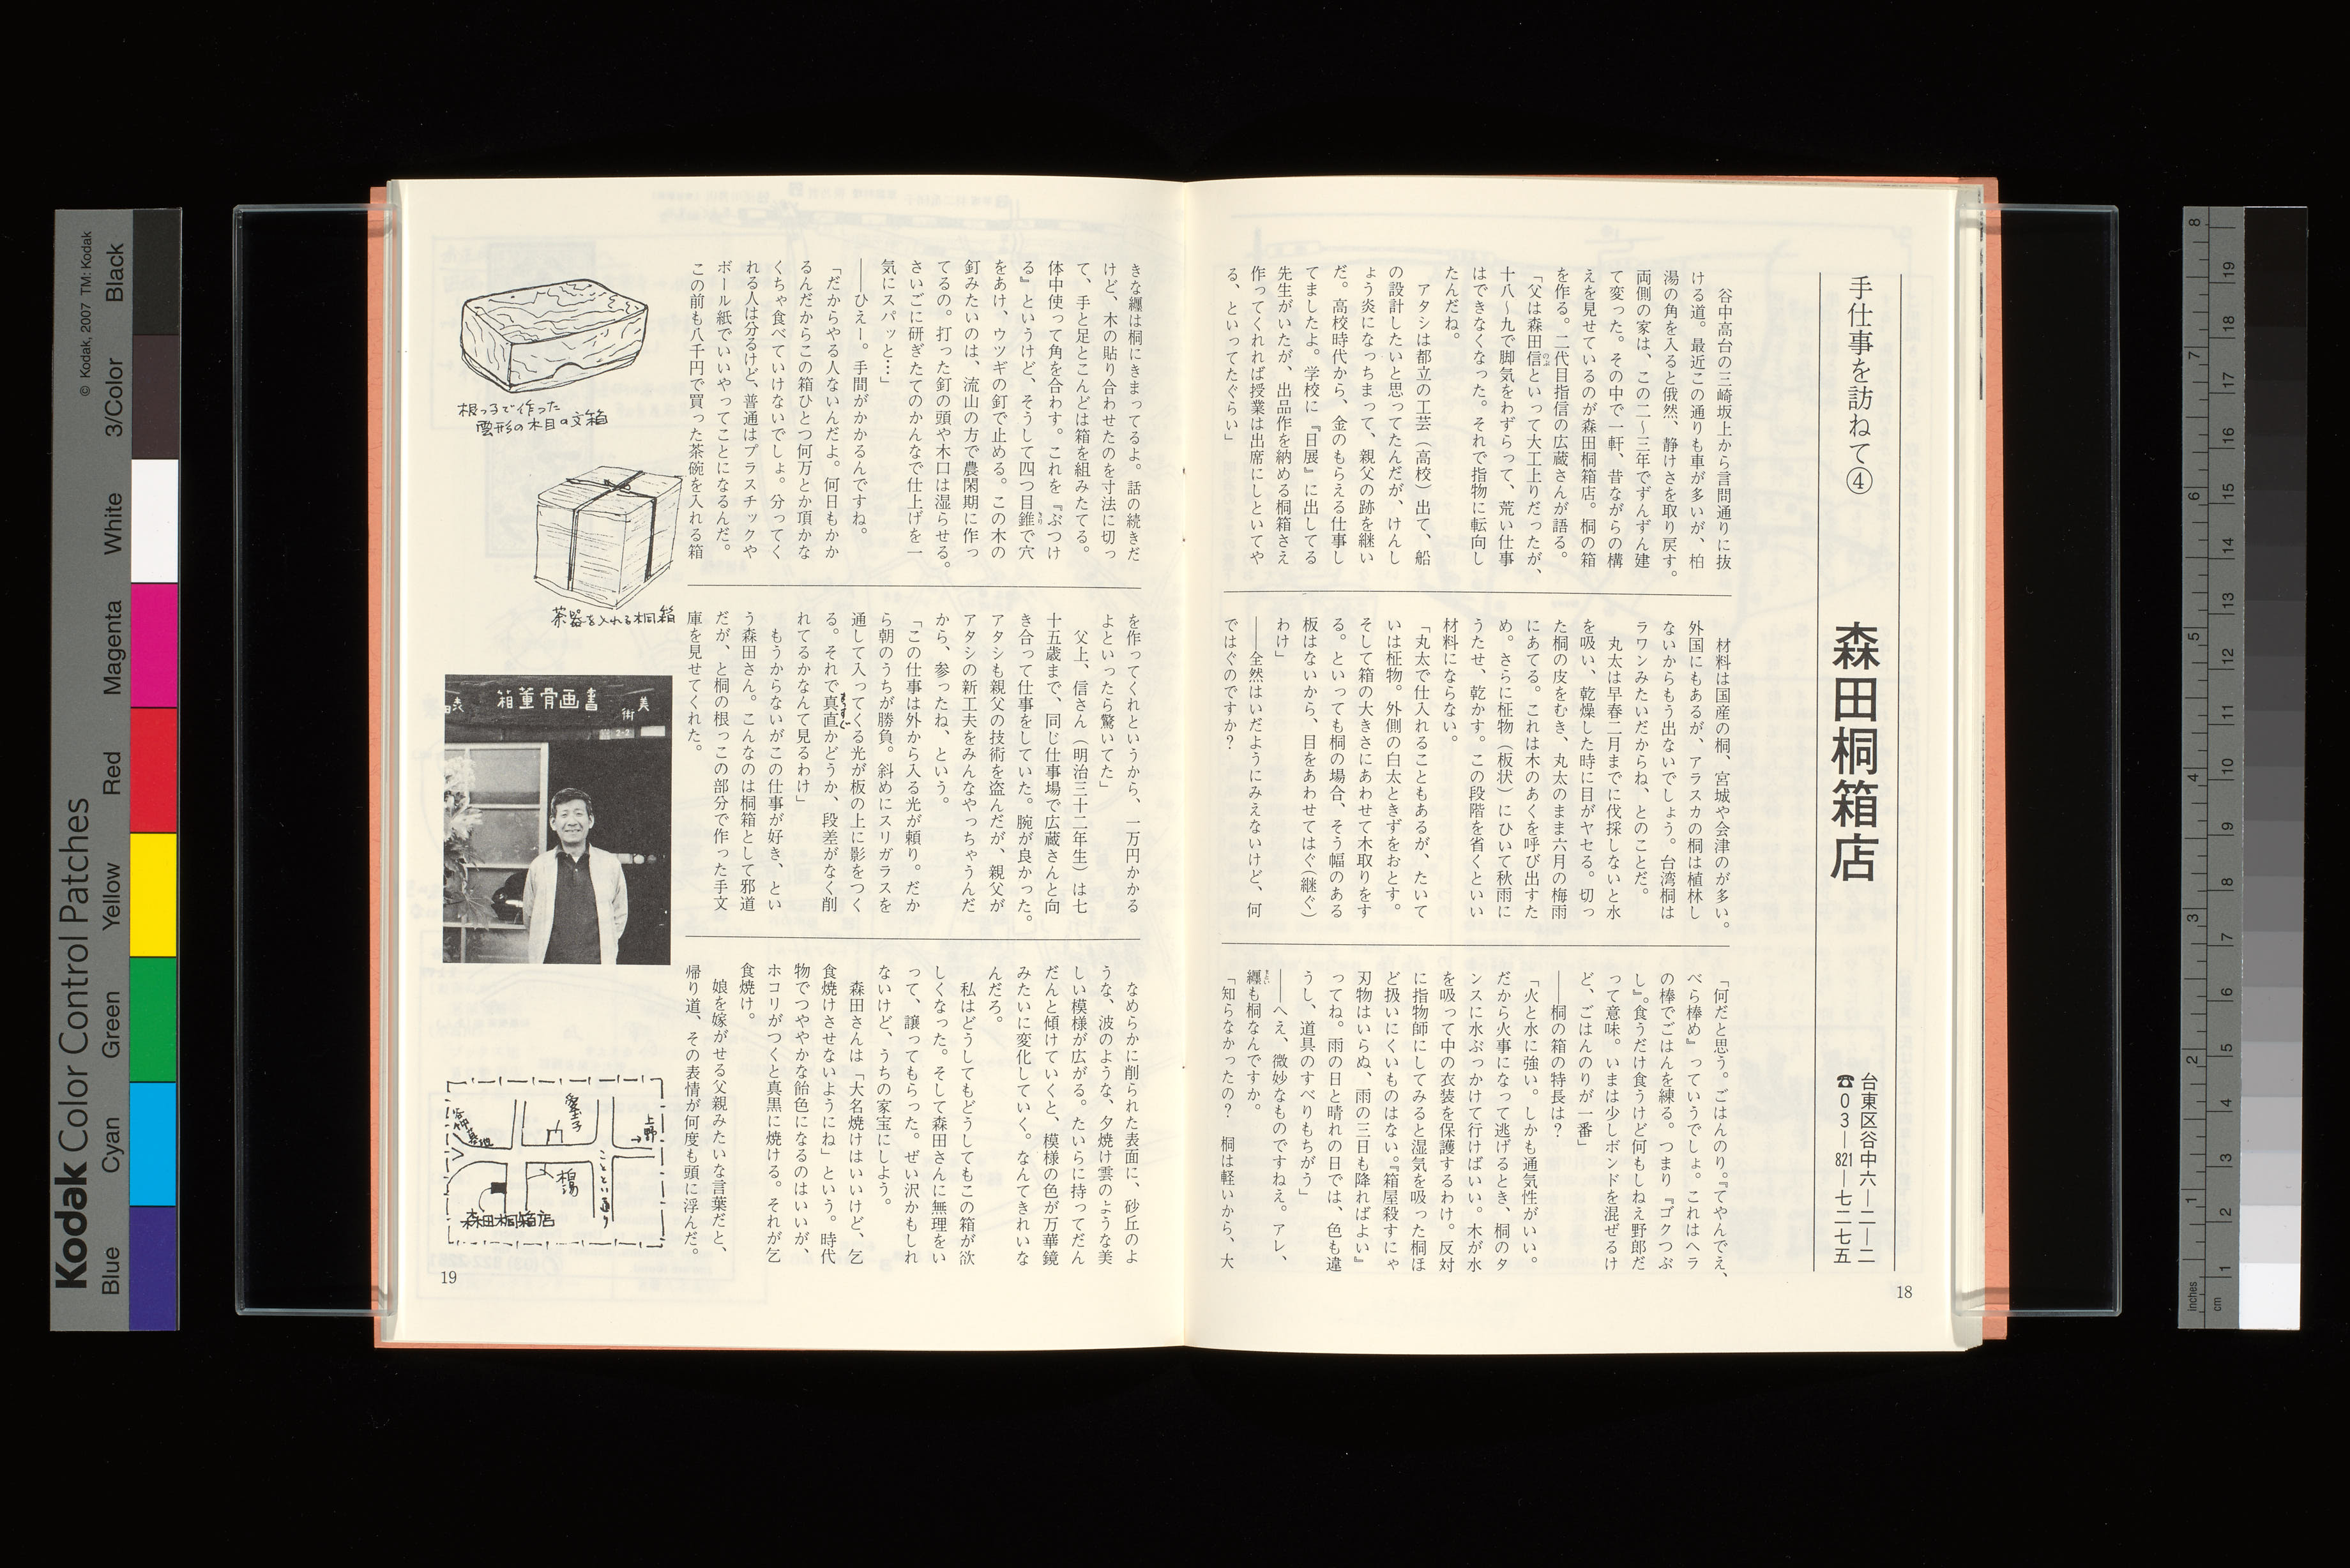 手仕事を訪ねて④
森田桐箱店
台東区谷中六―二―二
☎03―821―七二七五
谷中高台の三崎坂上から言問通りに抜
ける道。最近この通りも車が多いが、柏
湯の角を入ると俄然、静けさを取り戻す。
両側の家は、この二〜三年でずんずん建
て変った。その中で一軒、昔ながらの構
えを見せているのが森田桐箱店。桐の箱
を作る。二代目指信の広蔵さんが語る。
「父は森田信のぶといって大工上りだったが、
十八〜九で脚気をわずらって、荒い仕事
はできなくなった。それで指物に転向し
たんだね。
アタシは都立の工芸（高校）出て、船
の設計したいと思ってたんだが、けんし
ょう炎になっちまって、親父の跡を継い
だ。高校時代から、金のもらえる仕事し
てましたよ。学校に『日展』に出してる
先生がいたが、出品作を納める桐箱さえ
作ってくれれば授業は出席にしといてや
る、といってたぐらい」
材料は国産の桐、宮城や会津のが多い。
外国にもあるが、アラスカの桐は植林し
ないからもう出ないでしょう。台湾桐は
ラワンみたいだからね、とのことだ。
丸太は早春二月までに伐採しないと水
を吸い、乾燥した時に目がヤセる。切っ
た桐の皮をむき、丸太のまま六月の梅雨
にあてる。これは木のあくを呼び出すた
め。さらに柾物（板状）にひいて秋雨に
うたせ、乾かす。この段階を省くといい
材料にならない。
「丸太で仕入れることもあるが、たいて
いは柾物。外側の白太ときずをおとす。
そして箱の大きさにあわせて木取りをす
る。といっても桐の場合、そう幅のある
板はないから、目をあわせてはぐ（継ぐ）
わけ」
――全然はいだようにみえないけど、何
ではぐのですか？
「何だと思う。ごはんのり。『てやんでえ、
べら棒め』っていうでしょ。これはヘラ
の棒でごはんを練る。つまり『ゴクつぶ
し』。食うだけ食うけど何もしねえ野郎だ
って意味。いまは少しボンドを混ぜるけ
ど、ごはんのりが一番」
――桐の箱の特長は？
「火と水に強い。しかも通気性がいい。
だから火事になって逃げるとき、桐のタ
ンスに水ぶっかけて行けばいい。木が水
を吸って中の衣装を保護するわけ。反対
に指物師にしてみると湿気を吸った桐ほ
ど扱いにくいものはない。『箱屋殺すにゃ
刃物はいらぬ、雨の三日も降ればよい』
ってね。雨の日と晴れの日では、色も違
うし、道具のすべりもちがう」
――へえ、微妙なものですねえ。アレ、
纏まといも桐なんですか。
「知らなかったの？　桐は軽いから、大
18
きな纏は桐にきまってるよ。話の続きだ
けど、木の貼り合わせたのを寸法に切っ
て、手と足とこんどは箱を組みたてる。
体中使って角を合わす。これを『ぶつけ
る』というけど、そうして四つ目錐きりで穴
をあけ、ウツギの釘で止める。この木の
釘みたいのは、流山の方で農閑期に作っ
てるの。打った釘の頭や木口は湿らせる。
さいごに研ぎたてのかんなで仕上げを一
気にスパッと…」
――ひえー。手間がかかるんですね。
「だからやる人ないんだよ。何日もかか
るんだからこの箱ひとつ何万とか頂かな
くちゃ食べていけないでしょ。分ってく
れる人は分るけど、普通はプラスチックや
ボール紙でいいやってことになるんだ。
この前も八千円で買った茶碗を入れる箱
を作ってくれというから、一万円かかる
よといったら驚いてた」
父上、信さん（明治三十二年生）は七
十五歳まで、同じ仕事場で広蔵さんと向
き合って仕事をしていた。腕が良かった。
アタシも親父の技術を盗んだが、親父が
アタシの新工夫をみんなやっちゃうんだ
から、参ったね、という。
「この仕事は外から入る光が頼り。だか
ら朝のうちが勝負。斜めにスリガラスを
通して入ってくる光が板の上に影をつく
る。それで真直まっすぐかどうか、段差がなく削
れてるかなんて見るわけ」
もうからないがこの仕事が好き、とい
う森田さん。こんなのは桐箱として邪道
だが、と桐の根っこの部分で作った手文
庫を見せてくれた。
なめらかに削られた表面に、砂丘のよ
うな、波のような、夕焼け雲のような美
しい模様が広がる。たいらに持ってだん
だんと傾けていくと、模様の色が万華鏡
みたいに変化していく。なんてきれいな
んだろ。
私はどうしてもどうしてもこの箱が欲
しくなった。そして森田さんに無理をい
って、譲ってもらった。ぜい沢かもしれ
ないけど、うちの家宝にしよう。
森田さんは「大名焼けはいいけど、乞
食焼けさせないようにね」という。時代
物でつややかな飴色になるのはいいが、
ホコリがつくと真黒に焼ける。それが乞
食焼け。
娘を嫁がせる父親みたいな言葉だと、
帰り道、その表情が何度も頭に浮んだ。
根っ子で作った
雲形の木目の文箱
茶器を入れる桐箱
美術
書画骨董箱
2-2
上野
愛玉子
谷中墓地
ことどい通り
柏湯
森田桐箱店
19
Kodak Color Control Patches
© Kodak, 2007 TM: Kodak
Blue
Cyan
Green
Yellow
Red
Magenta
White
3/Color
Black
inches
1 2 3 4 5 6 7 8
cm
1 2 3 4 5 6 7 8 9 10 11 12 13 14 15 16 17 18 19